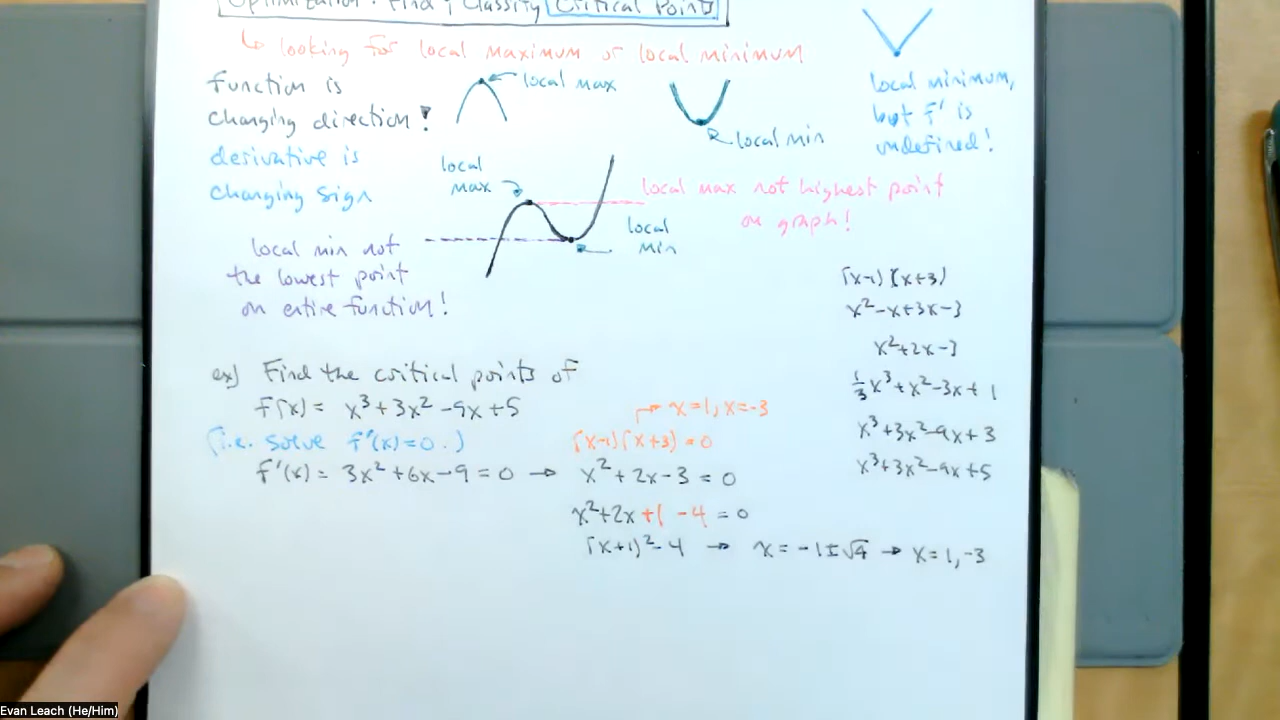 Optimization: Find & Classify Critical Points
↳ looking for local maximum or local minimum
function is
changing direction!
derivative is
changing sign
local max
local min
local minimum,
but f' is
undefined!
local
max
local max not highest point
on graph!
local
min
local min not
the lowest point
on entire function!
(x-1)(x+3)
x²-x+3x-3
x²+2x-3
1/3x³+x²-3x+1
x³+3x²-9x+3
x³+3x²-9x+5
ex) Find the critical points of
f(x) = x³+3x²-9x+5
(i.e. solve f'(x)=0.)
f'(x) = 3x²+6x-9=0 → x²+2x-3=0
(x-1)(x+3)=0
→ x=1, x=-3
x²+2x+1-4=0
(x+1)²-4 → x=-1±√4 → x=1,-3
Evan Leach (He/Him)